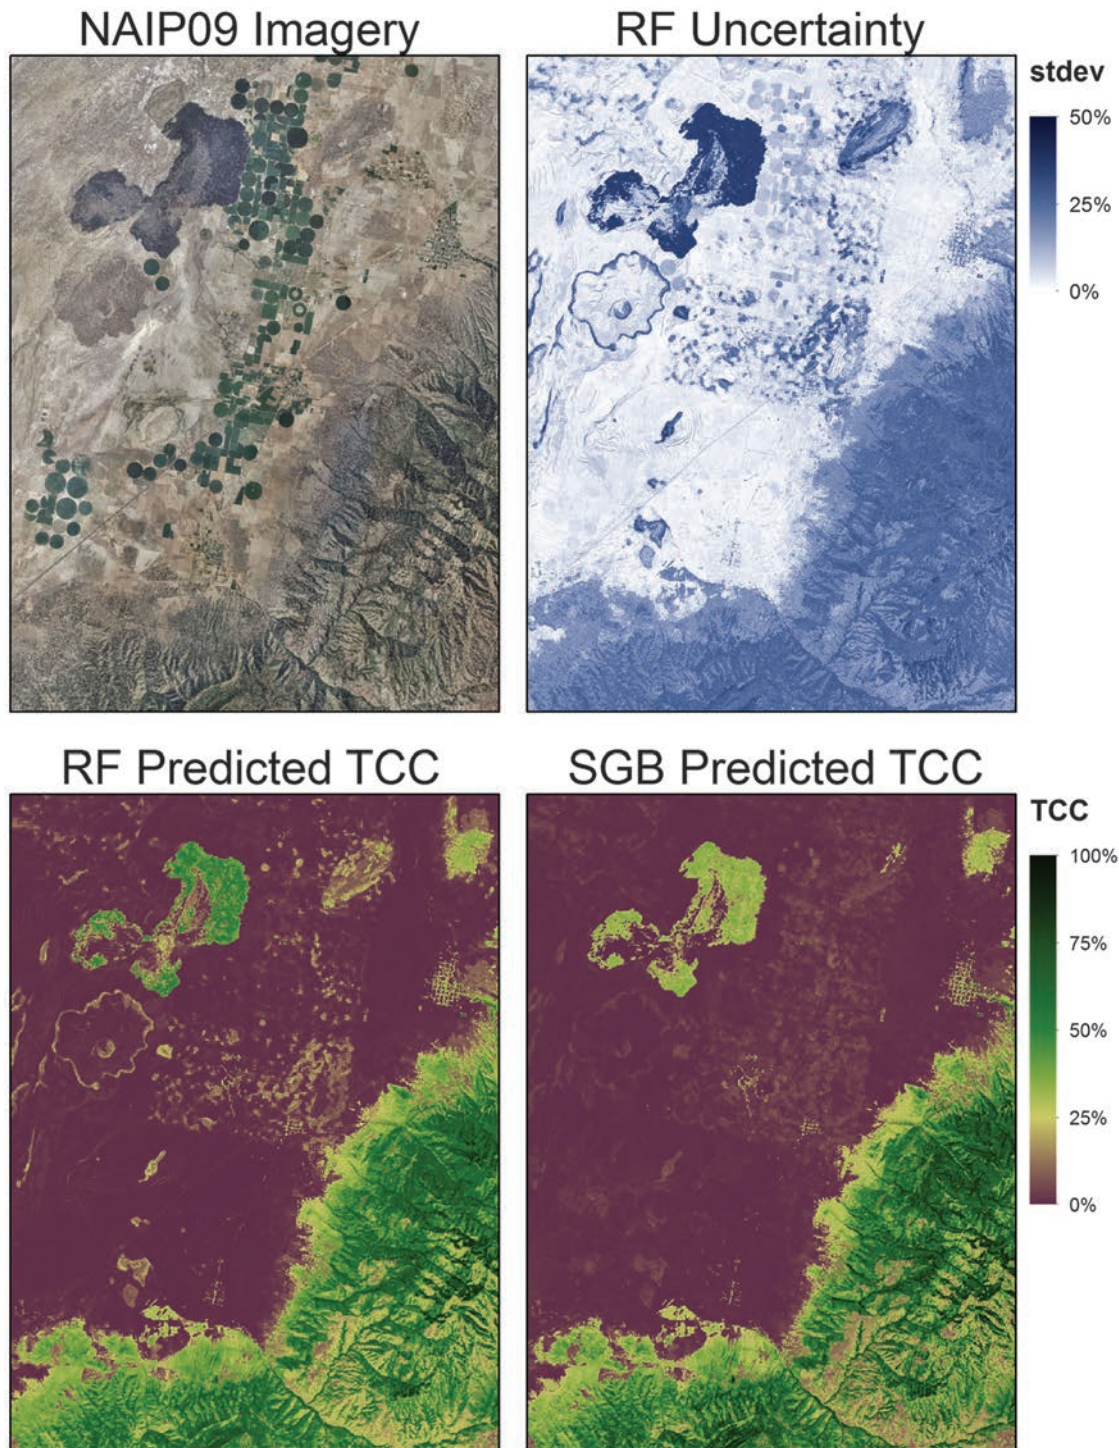 NAIP09 Imagery
RF Uncertainty
stdev
50%
25%
0%
RF Predicted TCC
SGB Predicted TCC
TCC
100%
75%
50%
25%
0%